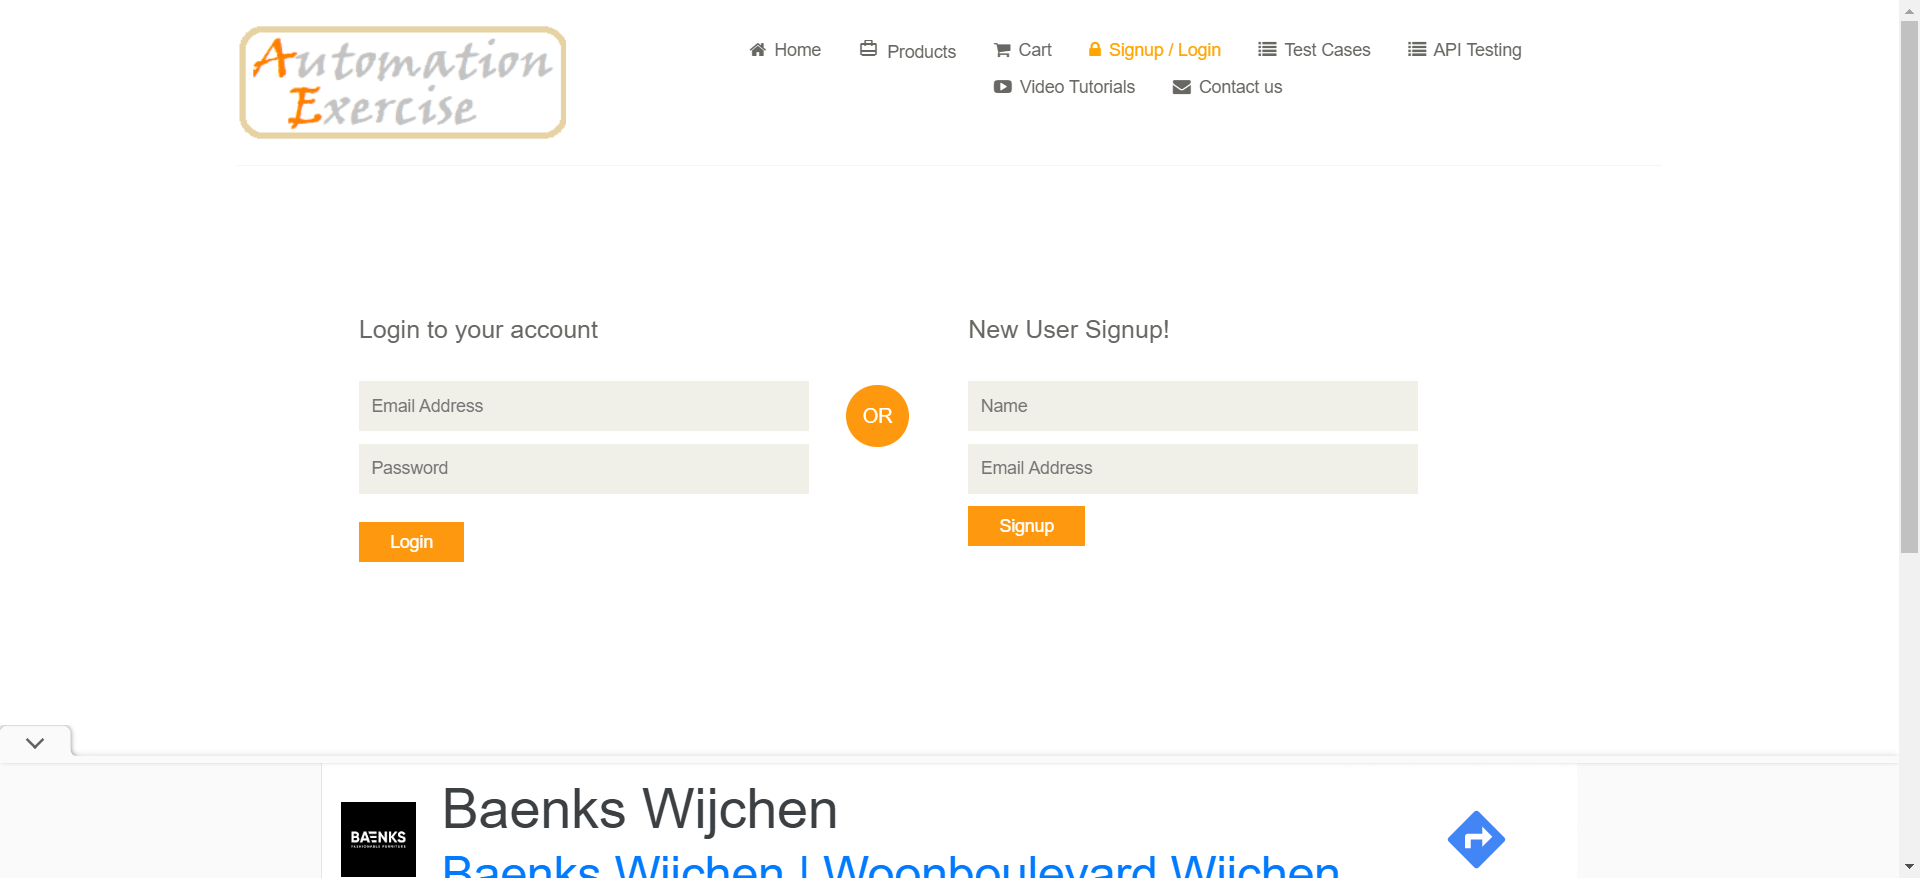 Automation
Exercise
Home
Products
Cart
Signup / Login
Test Cases
API Testing
Video Tutorials
Contact us
Login to your account
Email Address
Password
Login
OR
New User Signup!
Name
Email Address
Signup
BAENKS
FASHIONABLE FURNITURE
Baenks Wijchen
Baenks Wijchen | Woonboulevard Wijchen